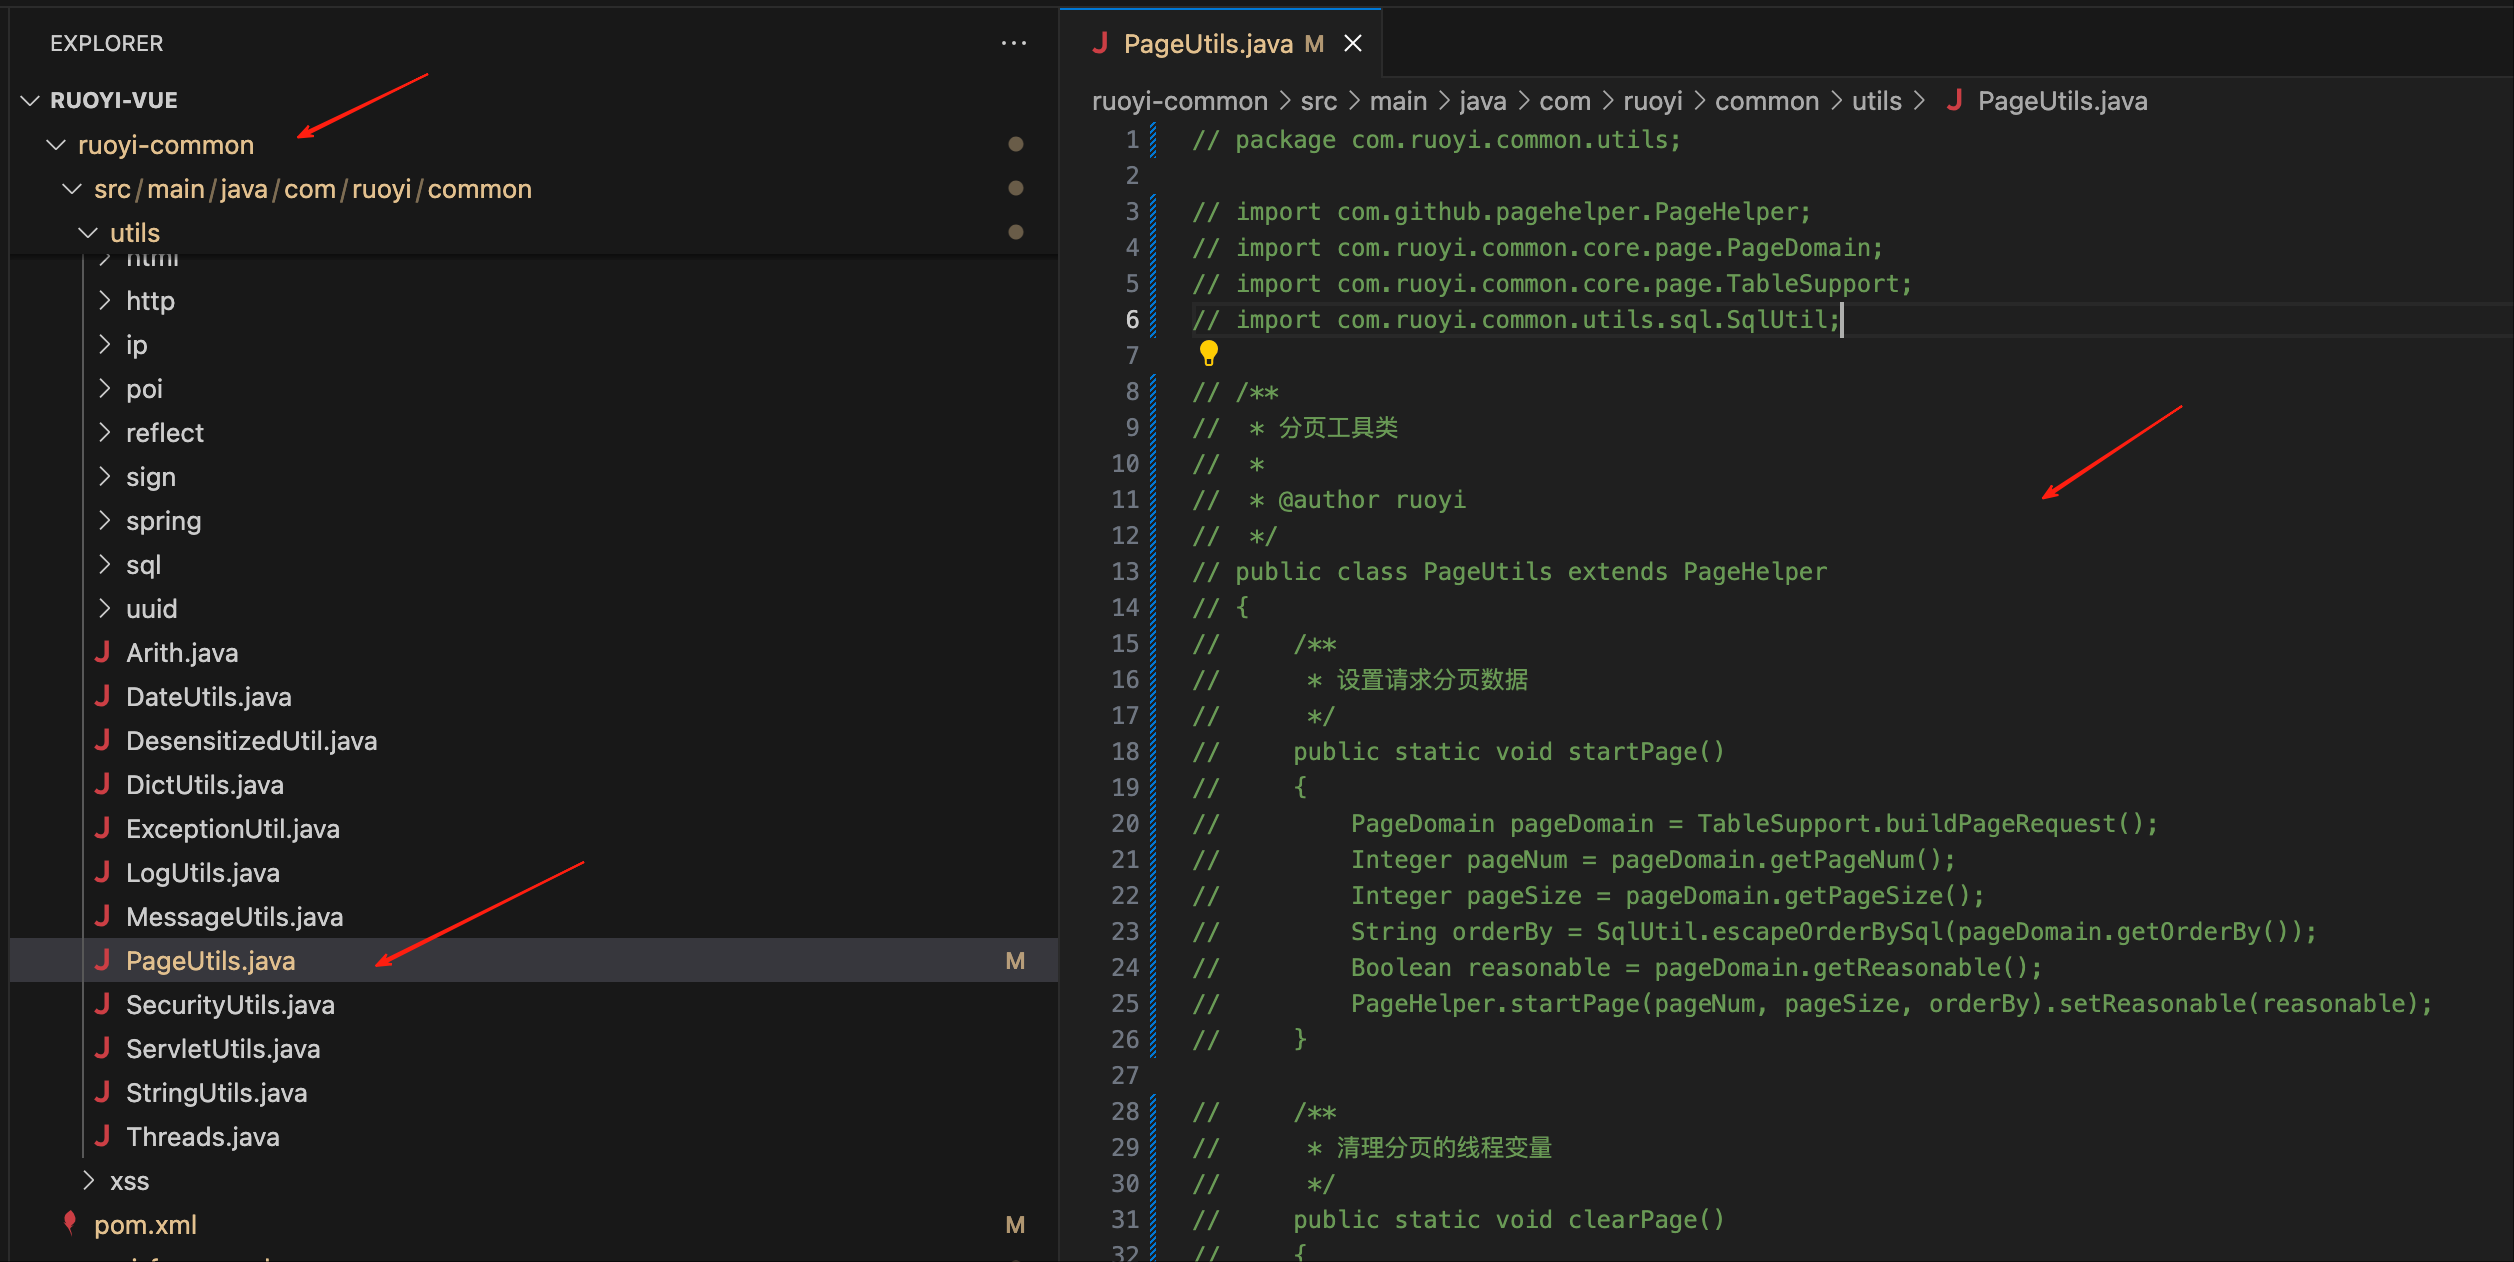 EXPLORER
RUOYI-VUE
ruoyi-common
src/main/java/com/ruoyi/common
utils
html
http
ip
poi
reflect
sign
spring
sql
uuid
Arith.java
DateUtils.java
DesensitizedUtil.java
DictUtils.java
ExceptionUtil.java
LogUtils.java
MessageUtils.java
PageUtils.java M
SecurityUtils.java
ServletUtils.java
StringUtils.java
Threads.java
xss
pom.xml M
PageUtils.java M
ruoyi-common > src > main > java > com > ruoyi > common > utils > PageUtils.java
1 // package com.ruoyi.common.utils;
2
3 // import com.github.pagehelper.PageHelper;
4 // import com.ruoyi.common.core.page.PageDomain;
5 // import com.ruoyi.common.core.page.TableSupport;
6 // import com.ruoyi.common.utils.sql.SqlUtil;
7
8 // /**
9 //  * 分页工具类
10 //  *
11 //  * @author ruoyi
12 //  */
13 // public class PageUtils extends PageHelper
14 // {
15 //     /**
16 //      * 设置请求分页数据
17 //      */
18 //     public static void startPage()
19 //     {
20 //         PageDomain pageDomain = TableSupport.buildPageRequest();
21 //         Integer pageNum = pageDomain.getPageNum();
22 //         Integer pageSize = pageDomain.getPageSize();
23 //         String orderBy = SqlUtil.escapeOrderBySql(pageDomain.getOrderBy());
24 //         Boolean reasonable = pageDomain.getReasonable();
25 //         PageHelper.startPage(pageNum, pageSize, orderBy).setReasonable(reasonable);
26 //     }
27
28 //     /**
29 //      * 清理分页的线程变量
30 //      */
31 //     public static void clearPage()
32 //     {